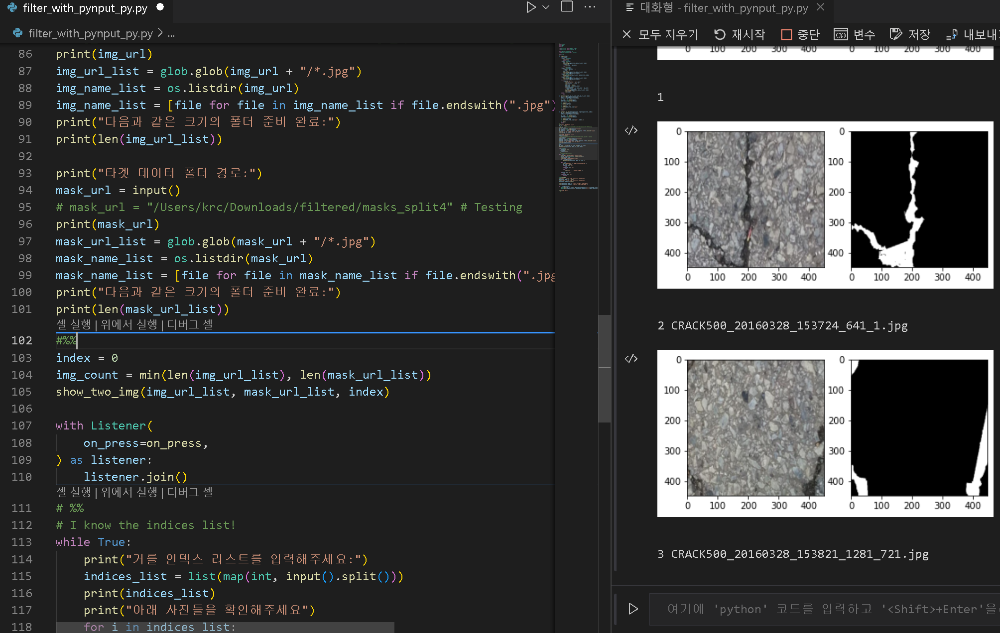 filter_with_pynput_py.py
filter_with_pynput_py.py > ...
86 print(img_url)
87 img_url_list = glob.glob(img_url + "/*.jpg")
88 img_name_list = os.listdir(img_url)
89 img_name_list = [file for file in img_name_list if file.endswith(".jpg")
90 print("다음과 같은 크기의 폴더 준비 완료:")
91 print(len(img_url_list))
92
93 print("타겟 데이터 폴더 경로:")
94 mask_url = input()
95 # mask_url = "/Users/krc/Downloads/filtered/masks_split4" # Testing
96 print(mask_url)
97 mask_url_list = glob.glob(mask_url + "/*.jpg")
98 mask_name_list = os.listdir(mask_url)
99 mask_name_list = [file for file in mask_name_list if file.endswith(".jpg
100 print("다음과 같은 크기의 폴더 준비 완료:")
101 print(len(mask_url_list))
셀 실행 | 위에서 실행 | 디버그 셀
102 #%%
103 index = 0
104 img_count = min(len(img_url_list), len(mask_url_list))
105 show_two_img(img_url_list, mask_url_list, index)
106
107 with Listener(
108 on_press=on_press,
109 ) as listener:
110 listener.join()
셀 실행 | 위에서 실행 | 디버그 셀
111 # %%
112 # I know the indices list!
113 while True:
114 print("거를 인덱스 리스트를 입력해주세요:")
115 indices_list = list(map(int, input().split()))
116 print(indices_list)
117 print("아래 사진들을 확인해주세요")
118 for i in indices_list:
대화형 - filter_with_pynput_py.py
모두 지우기 재시작 중단 변수 저장 내보내
0 100 200 300 400 0 100 200 300 400
1
0 0
100 100
200 200
300 300
400 400
0 100 200 300 400 0 100 200 300 400
2 CRACK500_20160328_153724_641_1.jpg
0 0
100 100
200 200
300 300
400 400
0 100 200 300 400 0 100 200 300 400
3 CRACK500_20160328_153821_1281_721.jpg
여기에 'python' 코드를 입력하고 '<Shift>+Enter'을